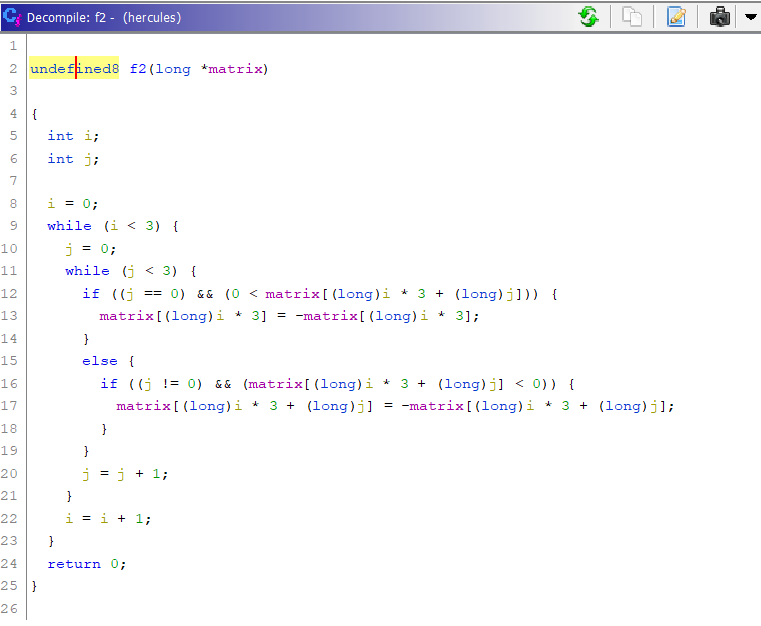 Decompile: f2 - (hercules)
1
2 undefined8 f2(long *matrix)
3
4 {
5   int i;
6   int j;
7
8   i = 0;
9   while (i < 3) {
10     j = 0;
11     while (j < 3) {
12       if ((j == 0) && (0 < matrix[(long)i * 3 + (long)j])) {
13         matrix[(long)i * 3] = -matrix[(long)i * 3];
14       }
15       else {
16         if ((j != 0) && (matrix[(long)i * 3 + (long)j] < 0)) {
17           matrix[(long)i * 3 + (long)j] = -matrix[(long)i * 3 + (long)j];
18         }
19       }
20       j = j + 1;
21     }
22     i = i + 1;
23   }
24   return 0;
25 }
26